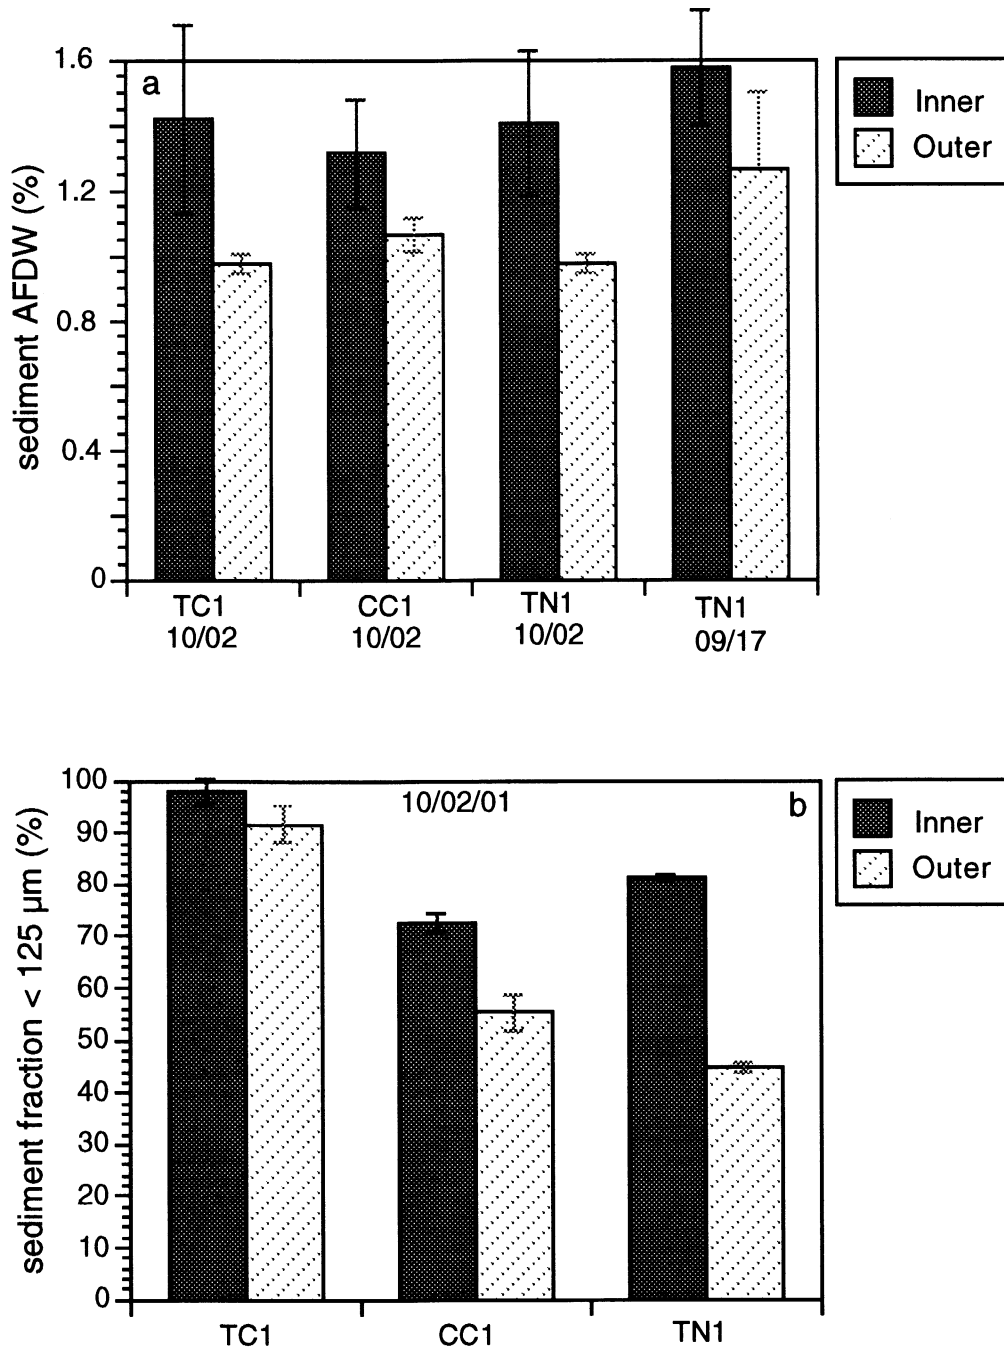 a
1.6
1.2
0.8
0.4
0
sediment AFDW (%)
TC1
10/02
CC1
10/02
TN1
10/02
TN1
09/17
Inner
Outer
10/02/01
b
100
90
80
70
60
50
40
30
20
10
0
sediment fraction < 125 µm (%)
TC1
CC1
TN1
Inner
Outer